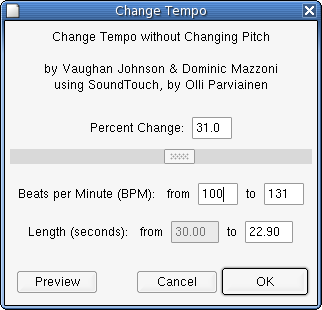 Change Tempo
Change Tempo without Changing Pitch
by Vaughan Johnson & Dominic Mazzoni
using SoundTouch, by Olli Parviainen
Percent Change: 31.0
Beats per Minute (BPM): from 100 to 131
Length (seconds): from 30.00 to 22.90
Preview Cancel OK